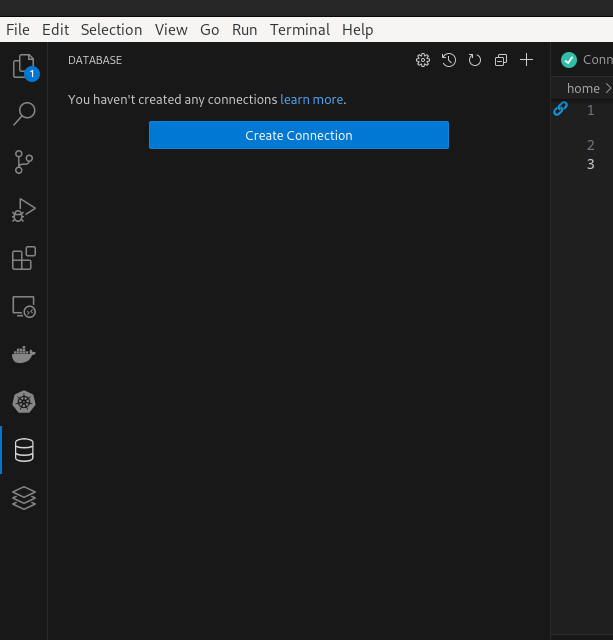 File Edit Selection View Go Run Terminal Help
1
DATABASE
Conn
home
You haven't created any connections learn more.
Create Connection
1
2
3